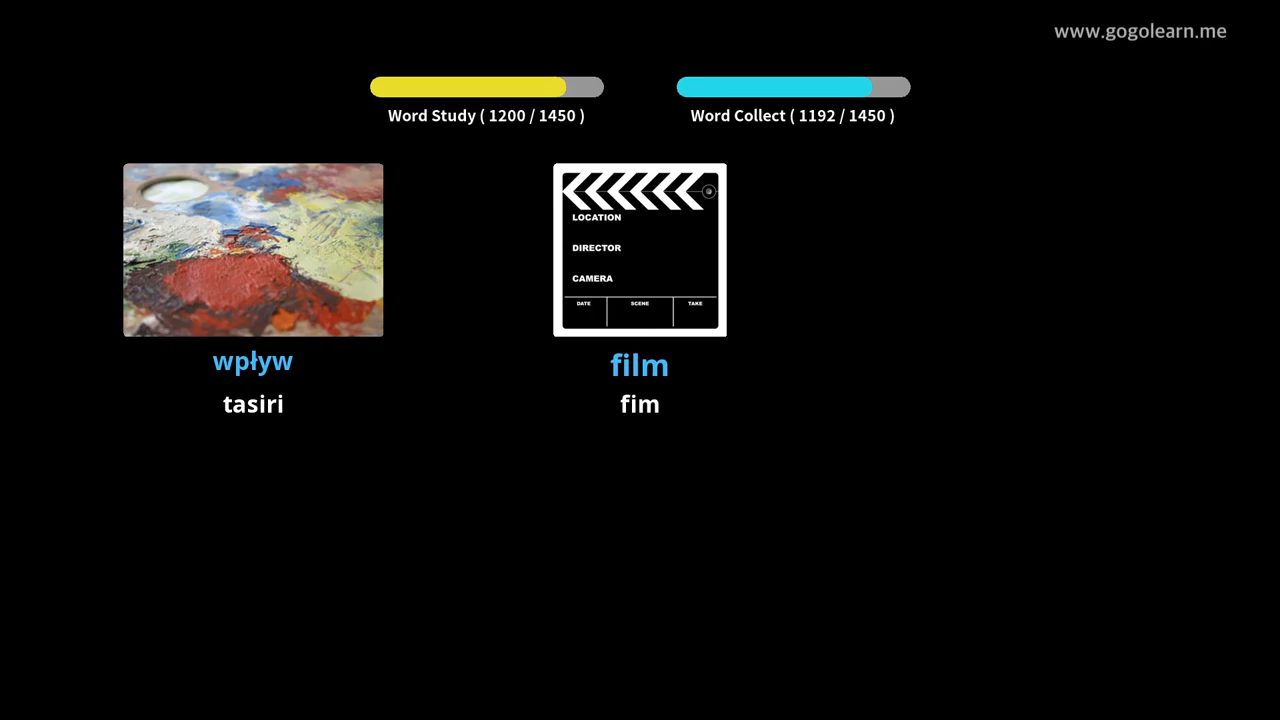 www.gogolearn.me
Word Study ( 1200 / 1450 )
Word Collect ( 1192 / 1450 )
LOCATION
DIRECTOR
CAMERA
DATE
SCENE
TAKE
wpływ
film
tasiri
fim